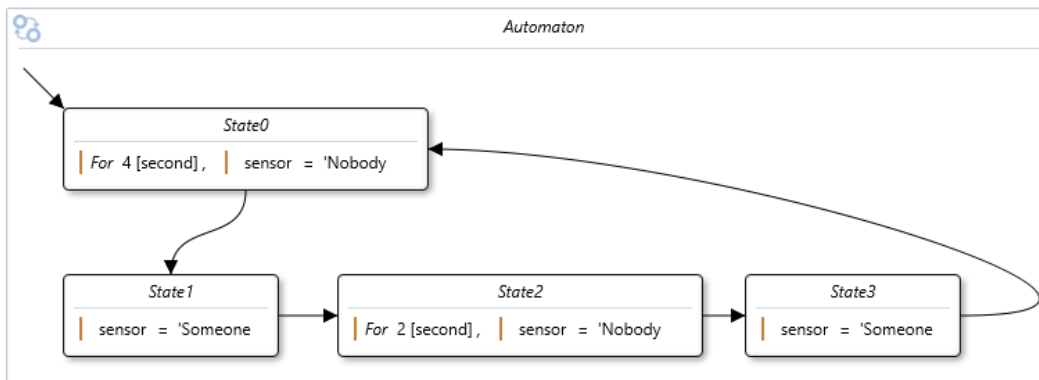 Automaton
State0
For 4 [second] , sensor = 'Nobody
State1
sensor = 'Someone
State2
For 2 [second] , sensor = 'Nobody
State3
sensor = 'Someone